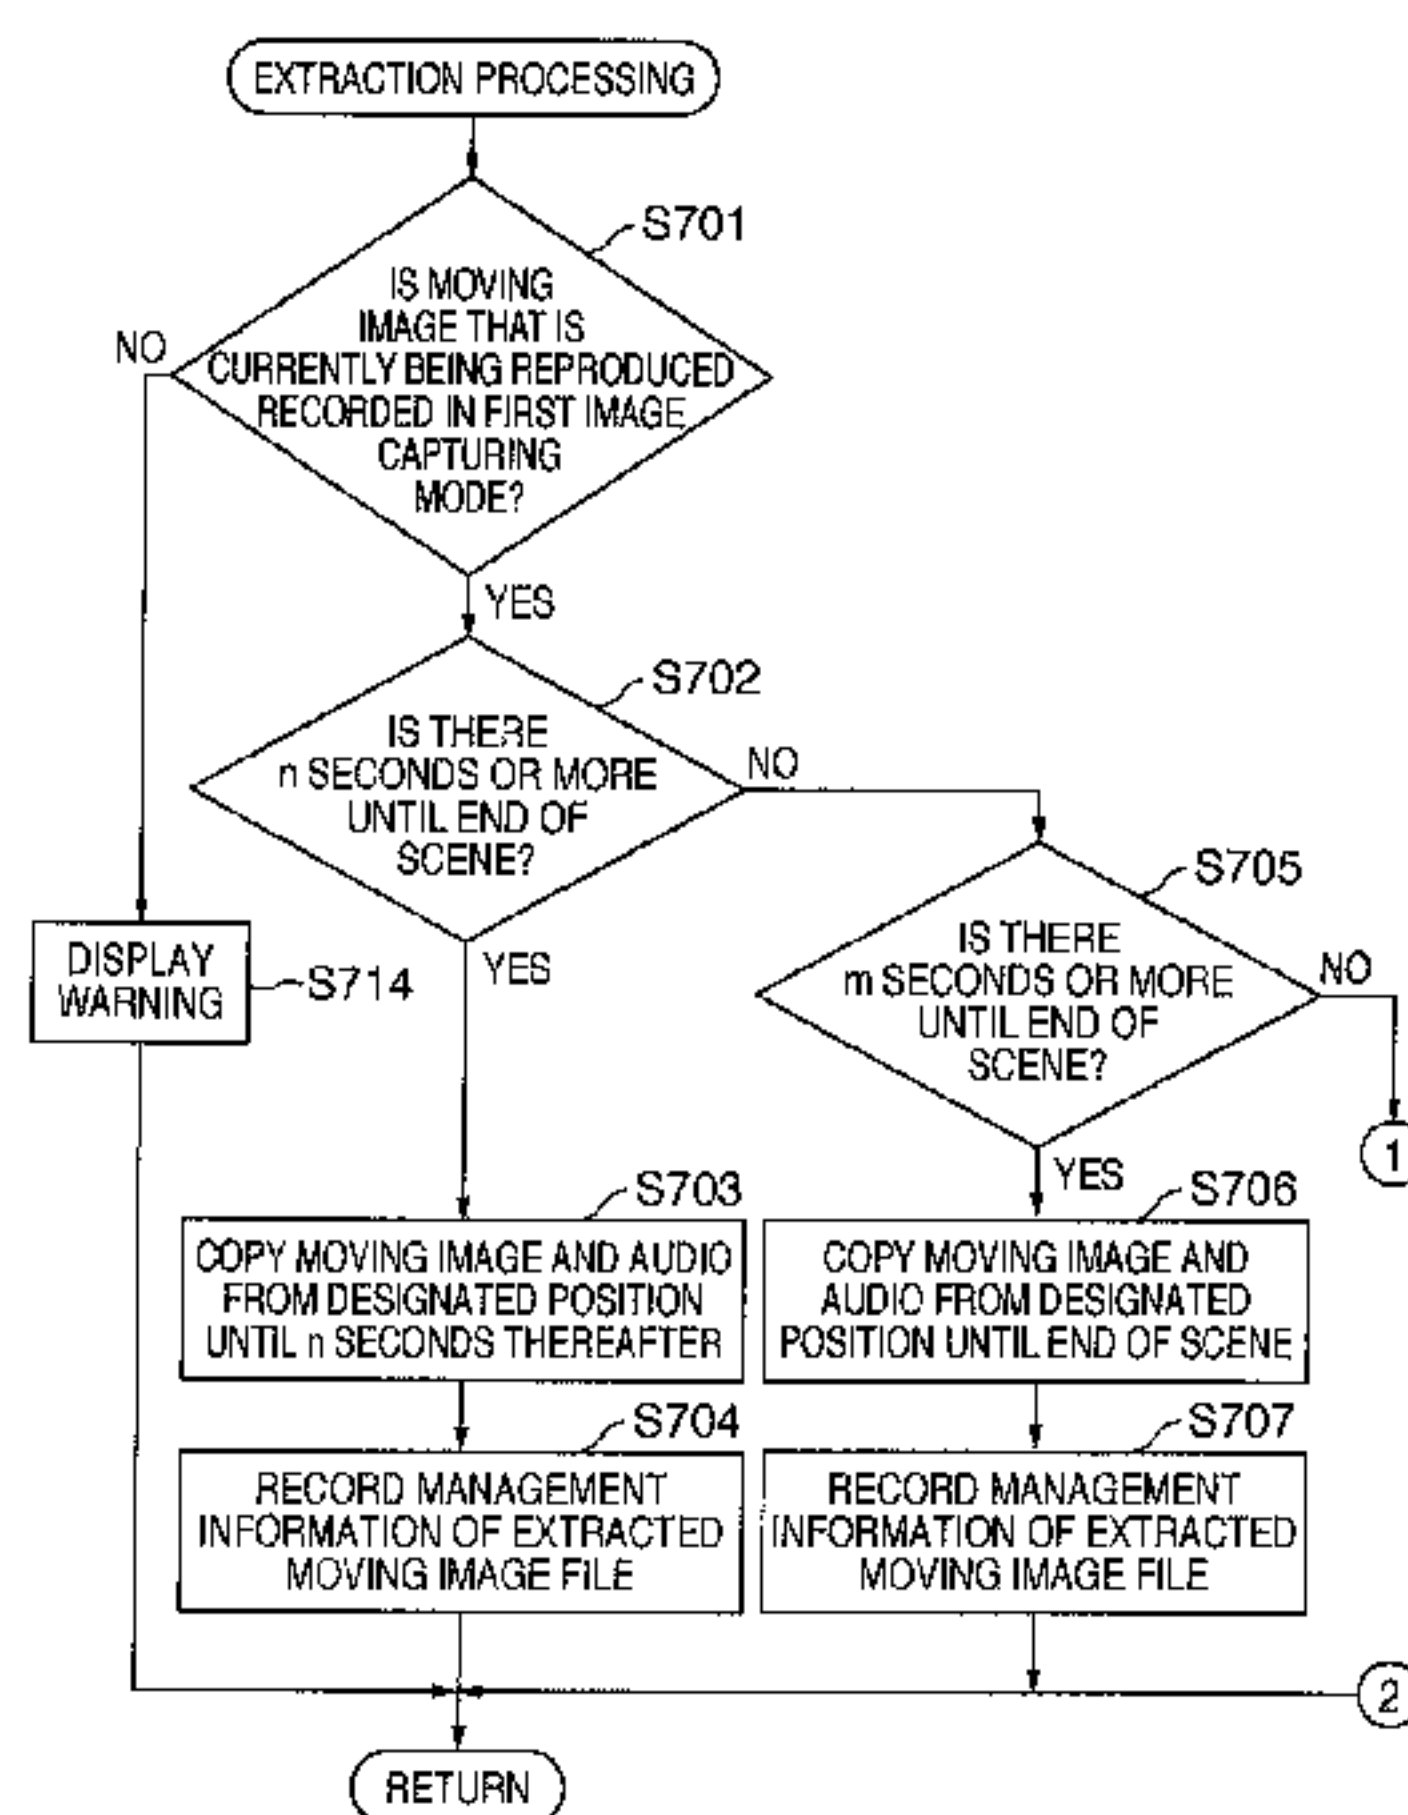 EXTRACTION PROCESSING
S701
IS MOVING
IMAGE THAT IS
CURRENTLY BEING REPRODUCED
RECORDED IN FIRST IMAGE
CAPTURING
MODE?
NO
YES
S702
IS THERE
n SECONDS OR MORE
UNTIL END OF
SCENE?
NO
YES
S705
IS THERE
m SECONDS OR MORE
UNTIL END OF
SCENE?
NO
1
YES
DISPLAY
WARNING
S714
S703
COPY MOVING IMAGE AND AUDIO
FROM DESIGNATED POSITION
UNTIL n SECONDS THEREAFTER
S706
COPY MOVING IMAGE AND
AUDIO FROM DESIGNATED
POSITION UNTIL END OF SCENE
S704
RECORD MANAGEMENT
INFORMATION OF EXTRACTED
MOVING IMAGE FILE
S707
RECORD MANAGEMENT
INFORMATION OF EXTRACTED
MOVING IMAGE FILE
2
RETURN